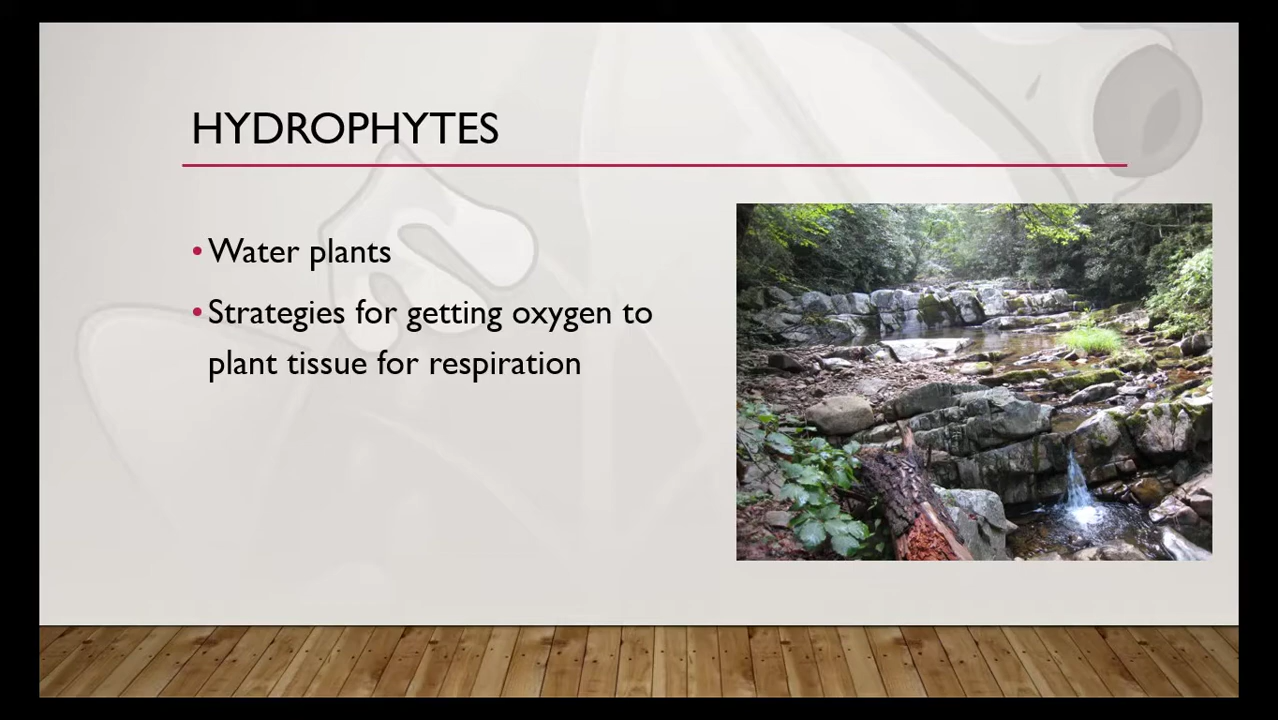 HYDROPHYTES
•Water plants
•Strategies for getting oxygen to
plant tissue for respiration